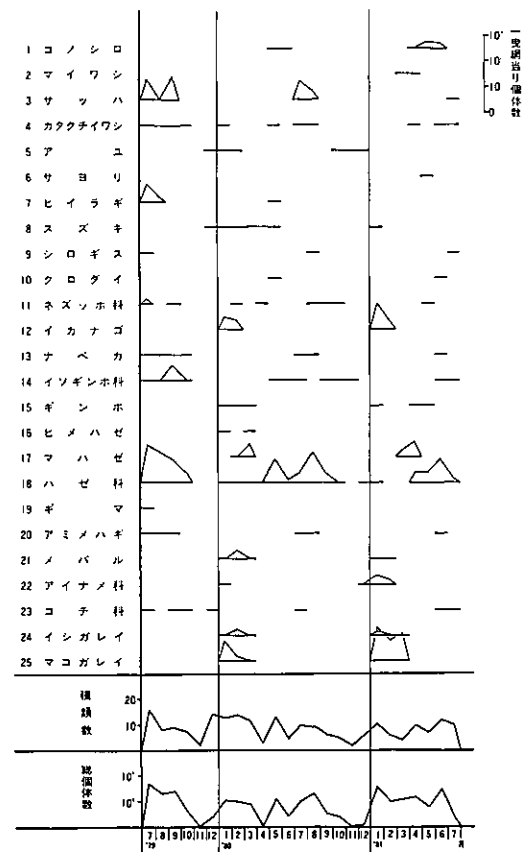 1 コノシロ
2 マイワシ
3 サッハ
4 カタクチイワシ
5 アユ
6 サヨリ
7 ヒイラギ
8 スズキ
9 シロギス
10 クロダイ
11 ネズッホ科
12 イカナゴ
13 ナベカ
14 イソギンホ科
15 ギンホ
16 ヒメハゼ
17 マハゼ
18 ハゼ科
19 ギマ
20 アミメハギ
21 メバル
22 アイナメ科
23 コチ科
24 イシガレイ
25 マコガレイ
一曳網当り個体数
0
種類数
20
10
総個体数
7 8 9 10 11 12 1 2 3 4 5 6 7 8 9 10 11 12 1 2 3 4 5 6 7 月
'79 '80 '81